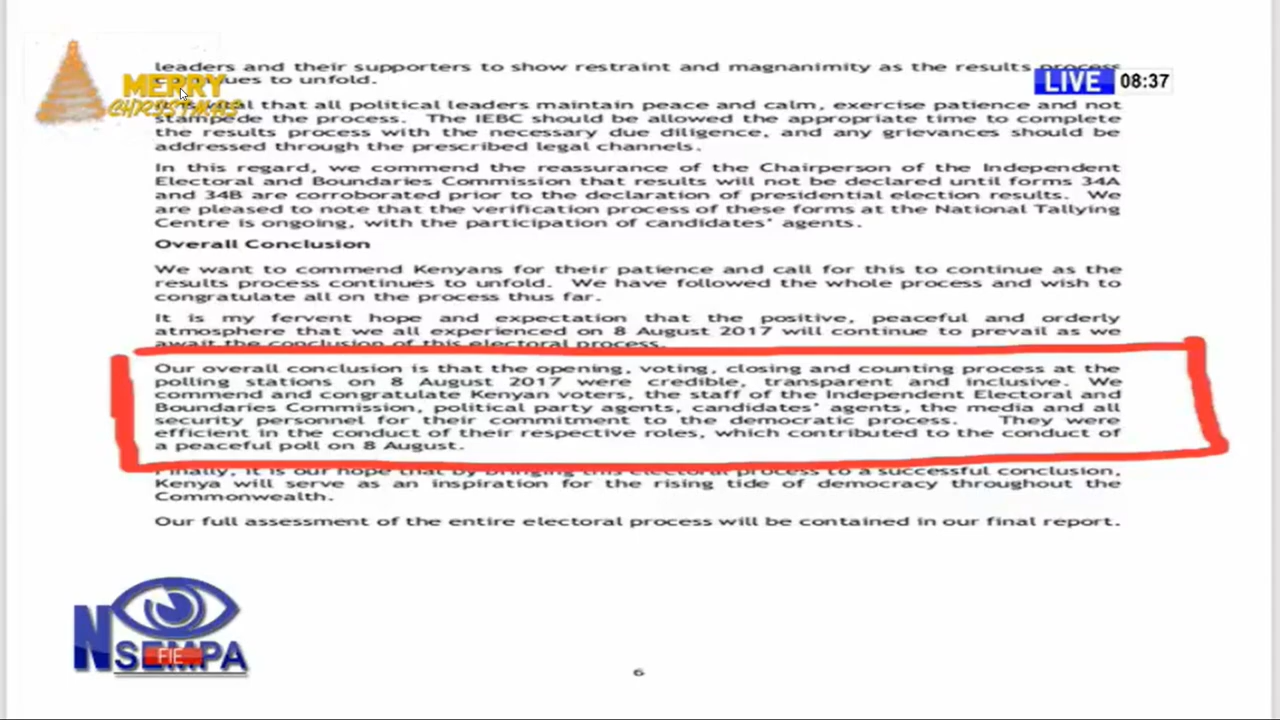 leaders and their supporters to show restraint and magnanimity as the results process
MERRY
CHRISTMAS
LIVE 08:37
continues to unfold.
that all political leaders maintain peace and calm, exercise patience and not
the process. The IEBC should be allowed the appropriate time to complete
the results process with the necessary due diligence, and any grievances should be
addressed through the prescribed legal channels.
In this regard, we commend the reassurance of the Chairperson of the Independent
Electoral and Boundaries Commission that results will not be declared until forms 34A
and 34B are corroborated prior to the declaration of presidential election results. We
are pleased to note that the verification process of these forms at the National Tallying
Centre is ongoing, with the participation of candidates' agents.
Overall Conclusion
We want to commend Kenyans for their patience and call for this to continue as the
results process continues to unfold. We have followed the whole process and wish to
congratulate all on the process thus far.
It is my fervent hope and expectation that the positive, peaceful and orderly
atmosphere that we all experienced on 8 August 2017 will continue to prevail as we
await the conclusion of this electoral process.
Our overall conclusion is that the opening, voting, closing and counting process at the
polling stations on 8 August 2017 were credible, transparent and inclusive. We
commend and congratulate Kenyan voters, the staff of the Independent Electoral and
Boundaries Commission, political party agents, candidates' agents, the media and all
security personnel for their commitment to the democratic process. They were
efficient in the conduct of their respective roles, which contributed to the conduct of
a peaceful poll on 8 August.
Finally, it is our hope that by bringing this electoral process to a successful conclusion,
Kenya will serve as an inspiration for the rising tide of democracy throughout the
Commonwealth.
Our full assessment of the entire electoral process will be contained in our final report.
NSEMPA
FIE
6